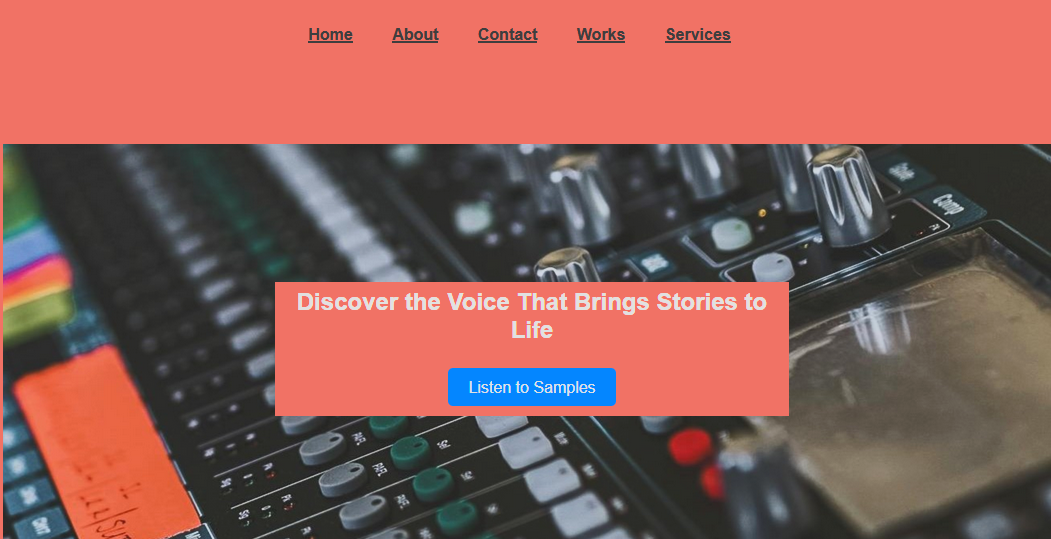 Home About Contact Works Services
Comp
Discover the Voice That Brings Stories to
Life
Listen to Samples